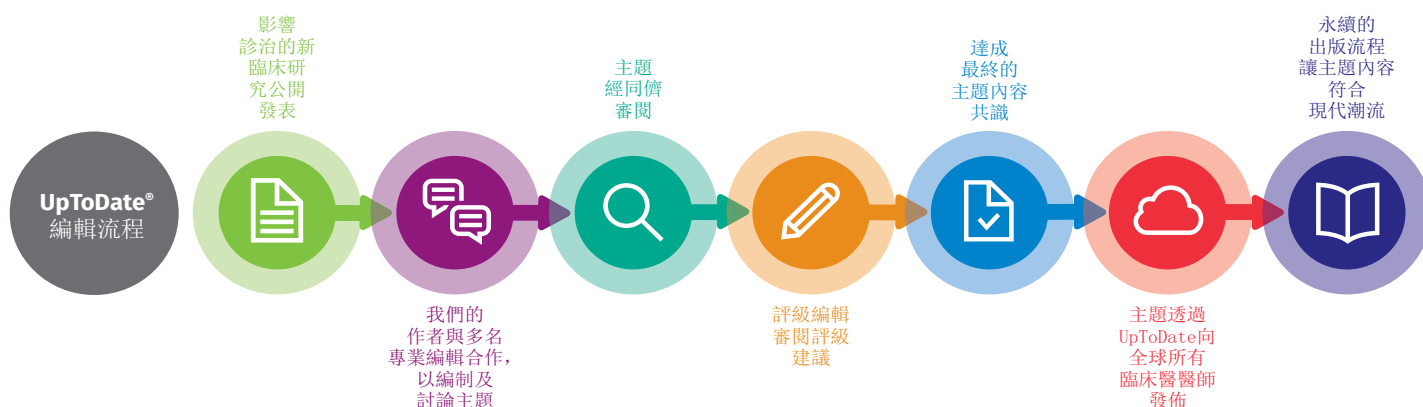 UpToDate®
編輯流程
影響
診治的新
臨床研
究公開
發表
我們的
作者與多名
專業編輯合作，
以編制及
討論主題
主題
經同儕
審閱
評級編輯
審閱評級
建議
達成
最終的
主題內容
共識
主題透過
UpToDate向
全球所有
臨床醫醫師
發佈
永續的
出版流程
讓主題內容
符合
現代潮流